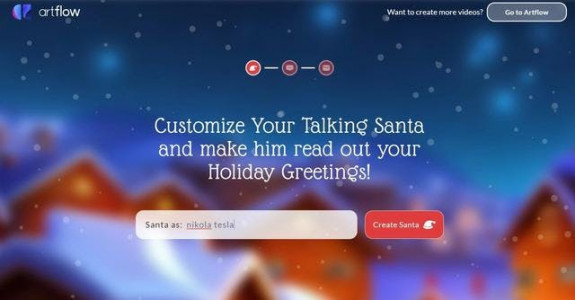 artflow
Want to create more videos?
Go to Artflow
Customize Your Talking Santa
and make him read out your
Holiday Greetings!
Santa as: nikola tesla
Create Santa